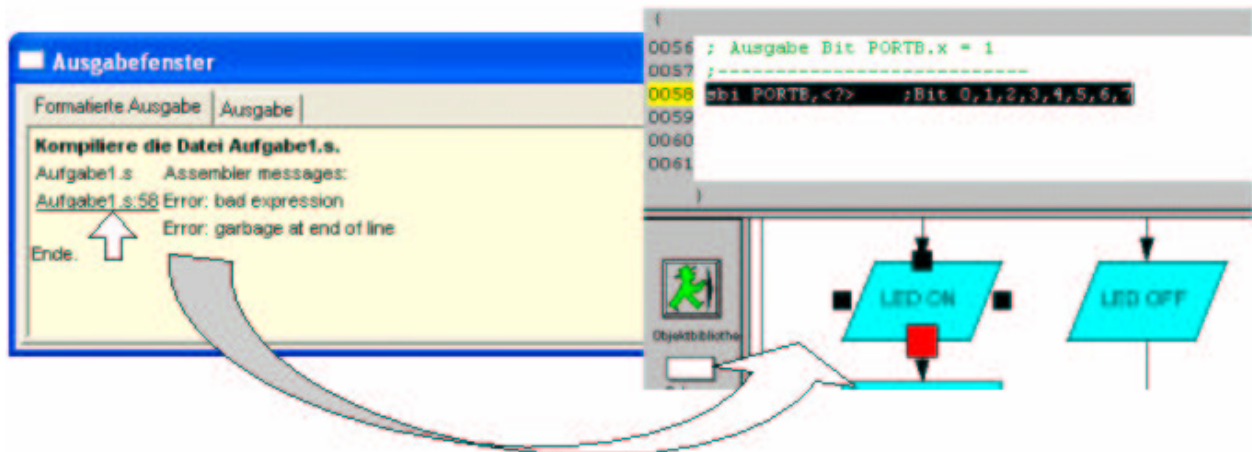 Ausgabefenster
Formatierte Ausgabe Ausgabe
Kompiliere die Datei Aufgabe1.s.
Aufgabe1.s Assembler messages:
Aufgabe1.s:58 Error: bad expression
Error: garbage at end of line
Ende.
{
0056 ; Ausgabe Bit PORTB.x = 1
0057 ;---------------------------
0058 sbi PORTB,<?> ;Bit 0,1,2,3,4,5,6,7
0059
0060
0061
}
LED ON
LED OFF
Objektbibliothe